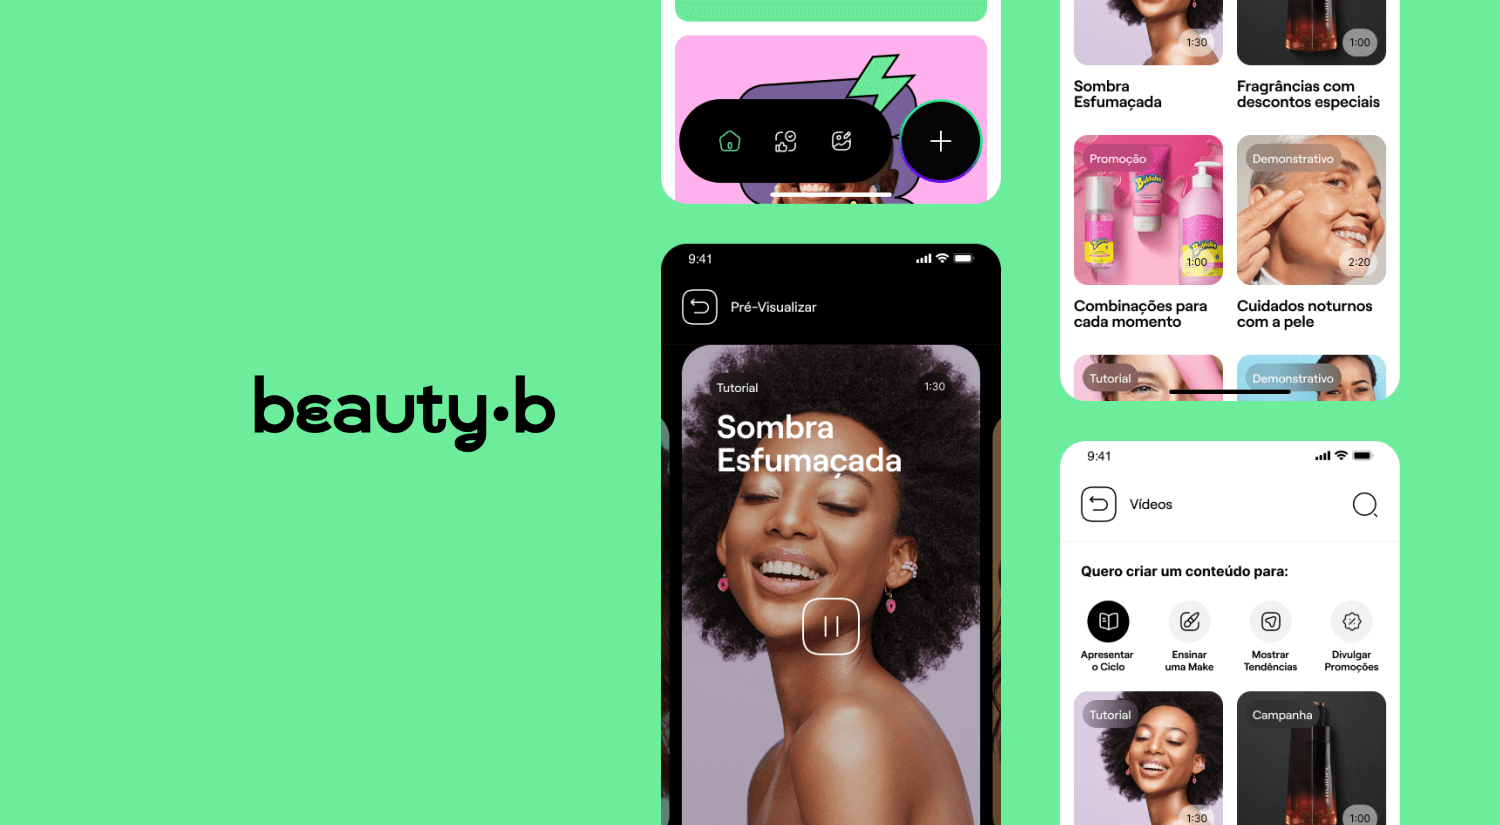 beauty·b
9:41
Pré-Visualizar
Tutorial
1:30
Sombra
Esfumaçada
1:30
1:00
Sombra
Esfumaçada
Fragrâncias com
descontos especiais
Promoção
1:00
Demonstrativo
2:20
Combinações para
cada momento
Cuidados noturnos
com a pele
Tutorial
Demonstrativo
9:41
Vídeos
Quero criar um conteúdo para:
Apresentar
o Ciclo
Ensinar
uma Make
Mostrar
Tendências
Divulgar
Promoções
Tutorial
1:30
Campanha
1:00